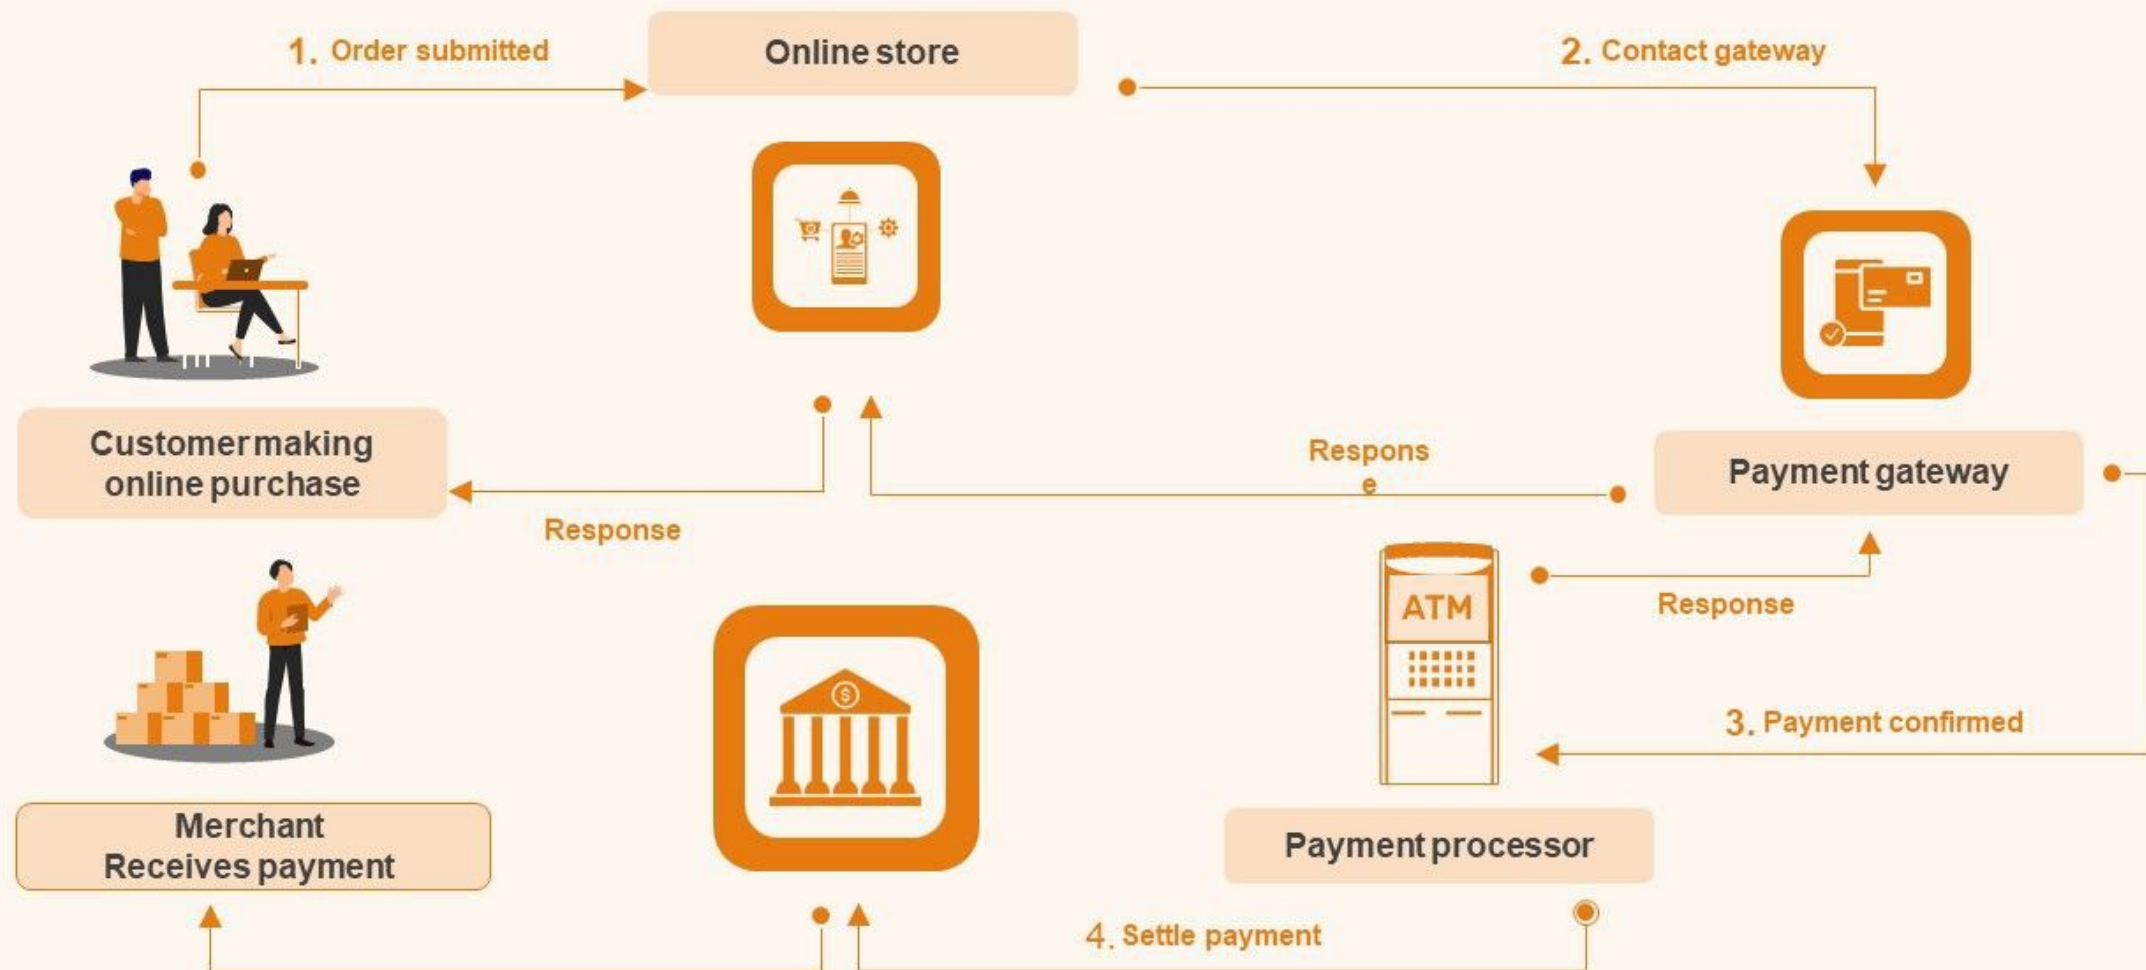 1. Order submitted
Online store
2. Contact gateway
Customer making
online purchase
Respons
e
Payment gateway
Response
ATM
Response
3. Payment confirmed
Merchant
Receives payment
$
Payment processor
4. Settle payment